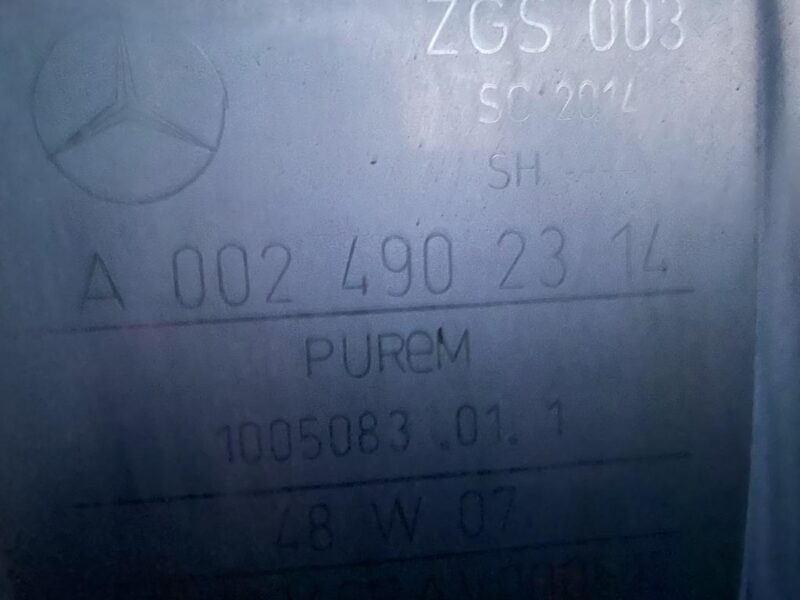 ZGS 003
SC 2014
SH
A 002 490 23 14
PUREM
1005083.01.1
48 W 07